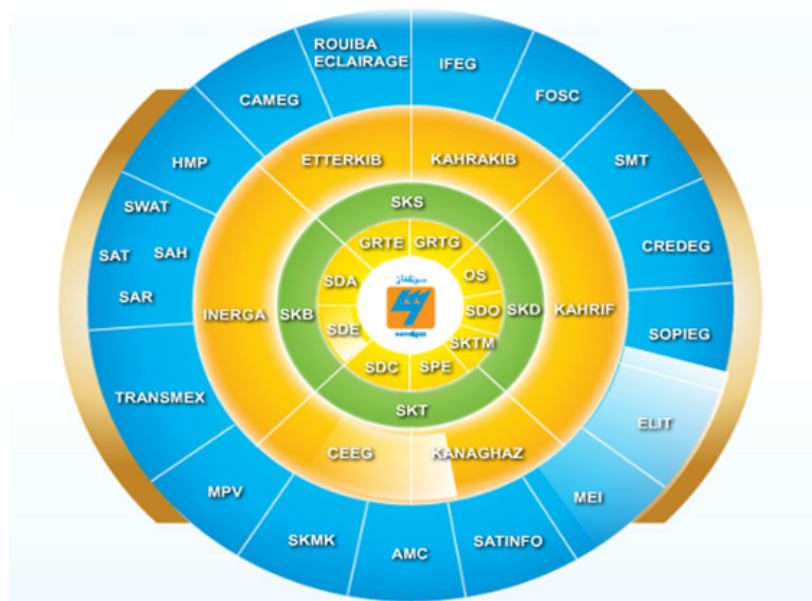 ROUIBA
ECLAIRAGE
IFEG
CAMEG
FOSC
HMP
ETTERKIB
KAHRAKIB
SMT
SWAT
SKS
GRTE
GRTG
CREDEG
SAT
SAH
SDA
OS
سونلغاز
SAR
INERGA
SKB
SDO
SKD
KAHRIF
SDE
sonelgaz
SOPIEG
SKTM
SDC
SPE
TRANSMEX
SKT
ELIT
CEEG
KANAGHAZ
MPV
MEI
SKMK
AMC
SATINFO